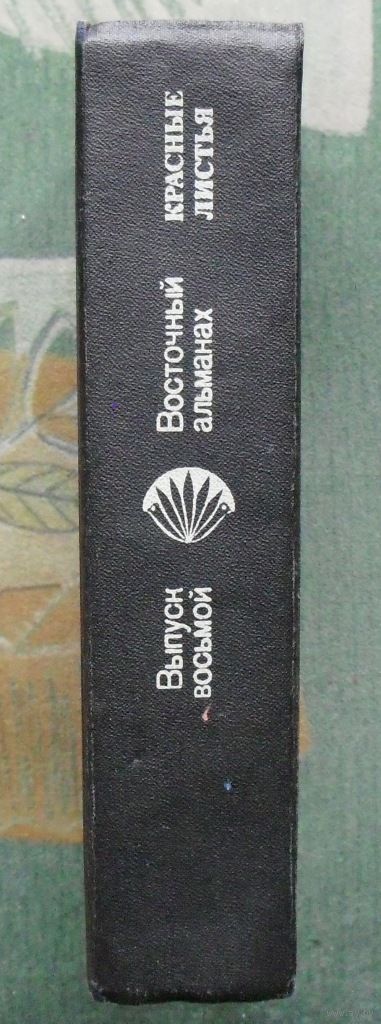 Выпуск
восьмой
Восточный
альманах
КРАСНЫЕ
ЛИСТЬЯ